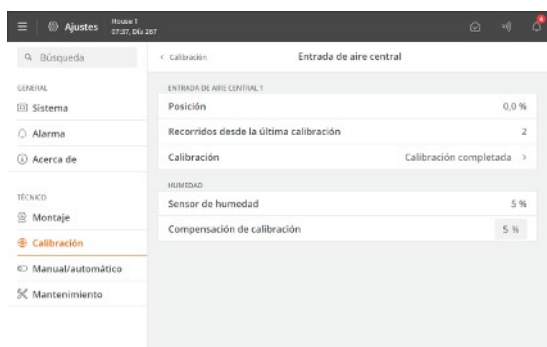 Ajustes
House 1
07:37, Día 287
Búsqueda
< Calibración
Entrada de aire central
GENERAL
Sistema
Alarma
Acerca de
TÉCNICO
Montaje
Calibración
Manual/automático
Mantenimiento
ENTRADA DE AIRE CENTRAL 1
Posición 0,0 %
Recorridos desde la última calibración 2
Calibración Calibración completada >
HUMEDAD
Sensor de humedad 5 %
Compensación de calibración 5 %